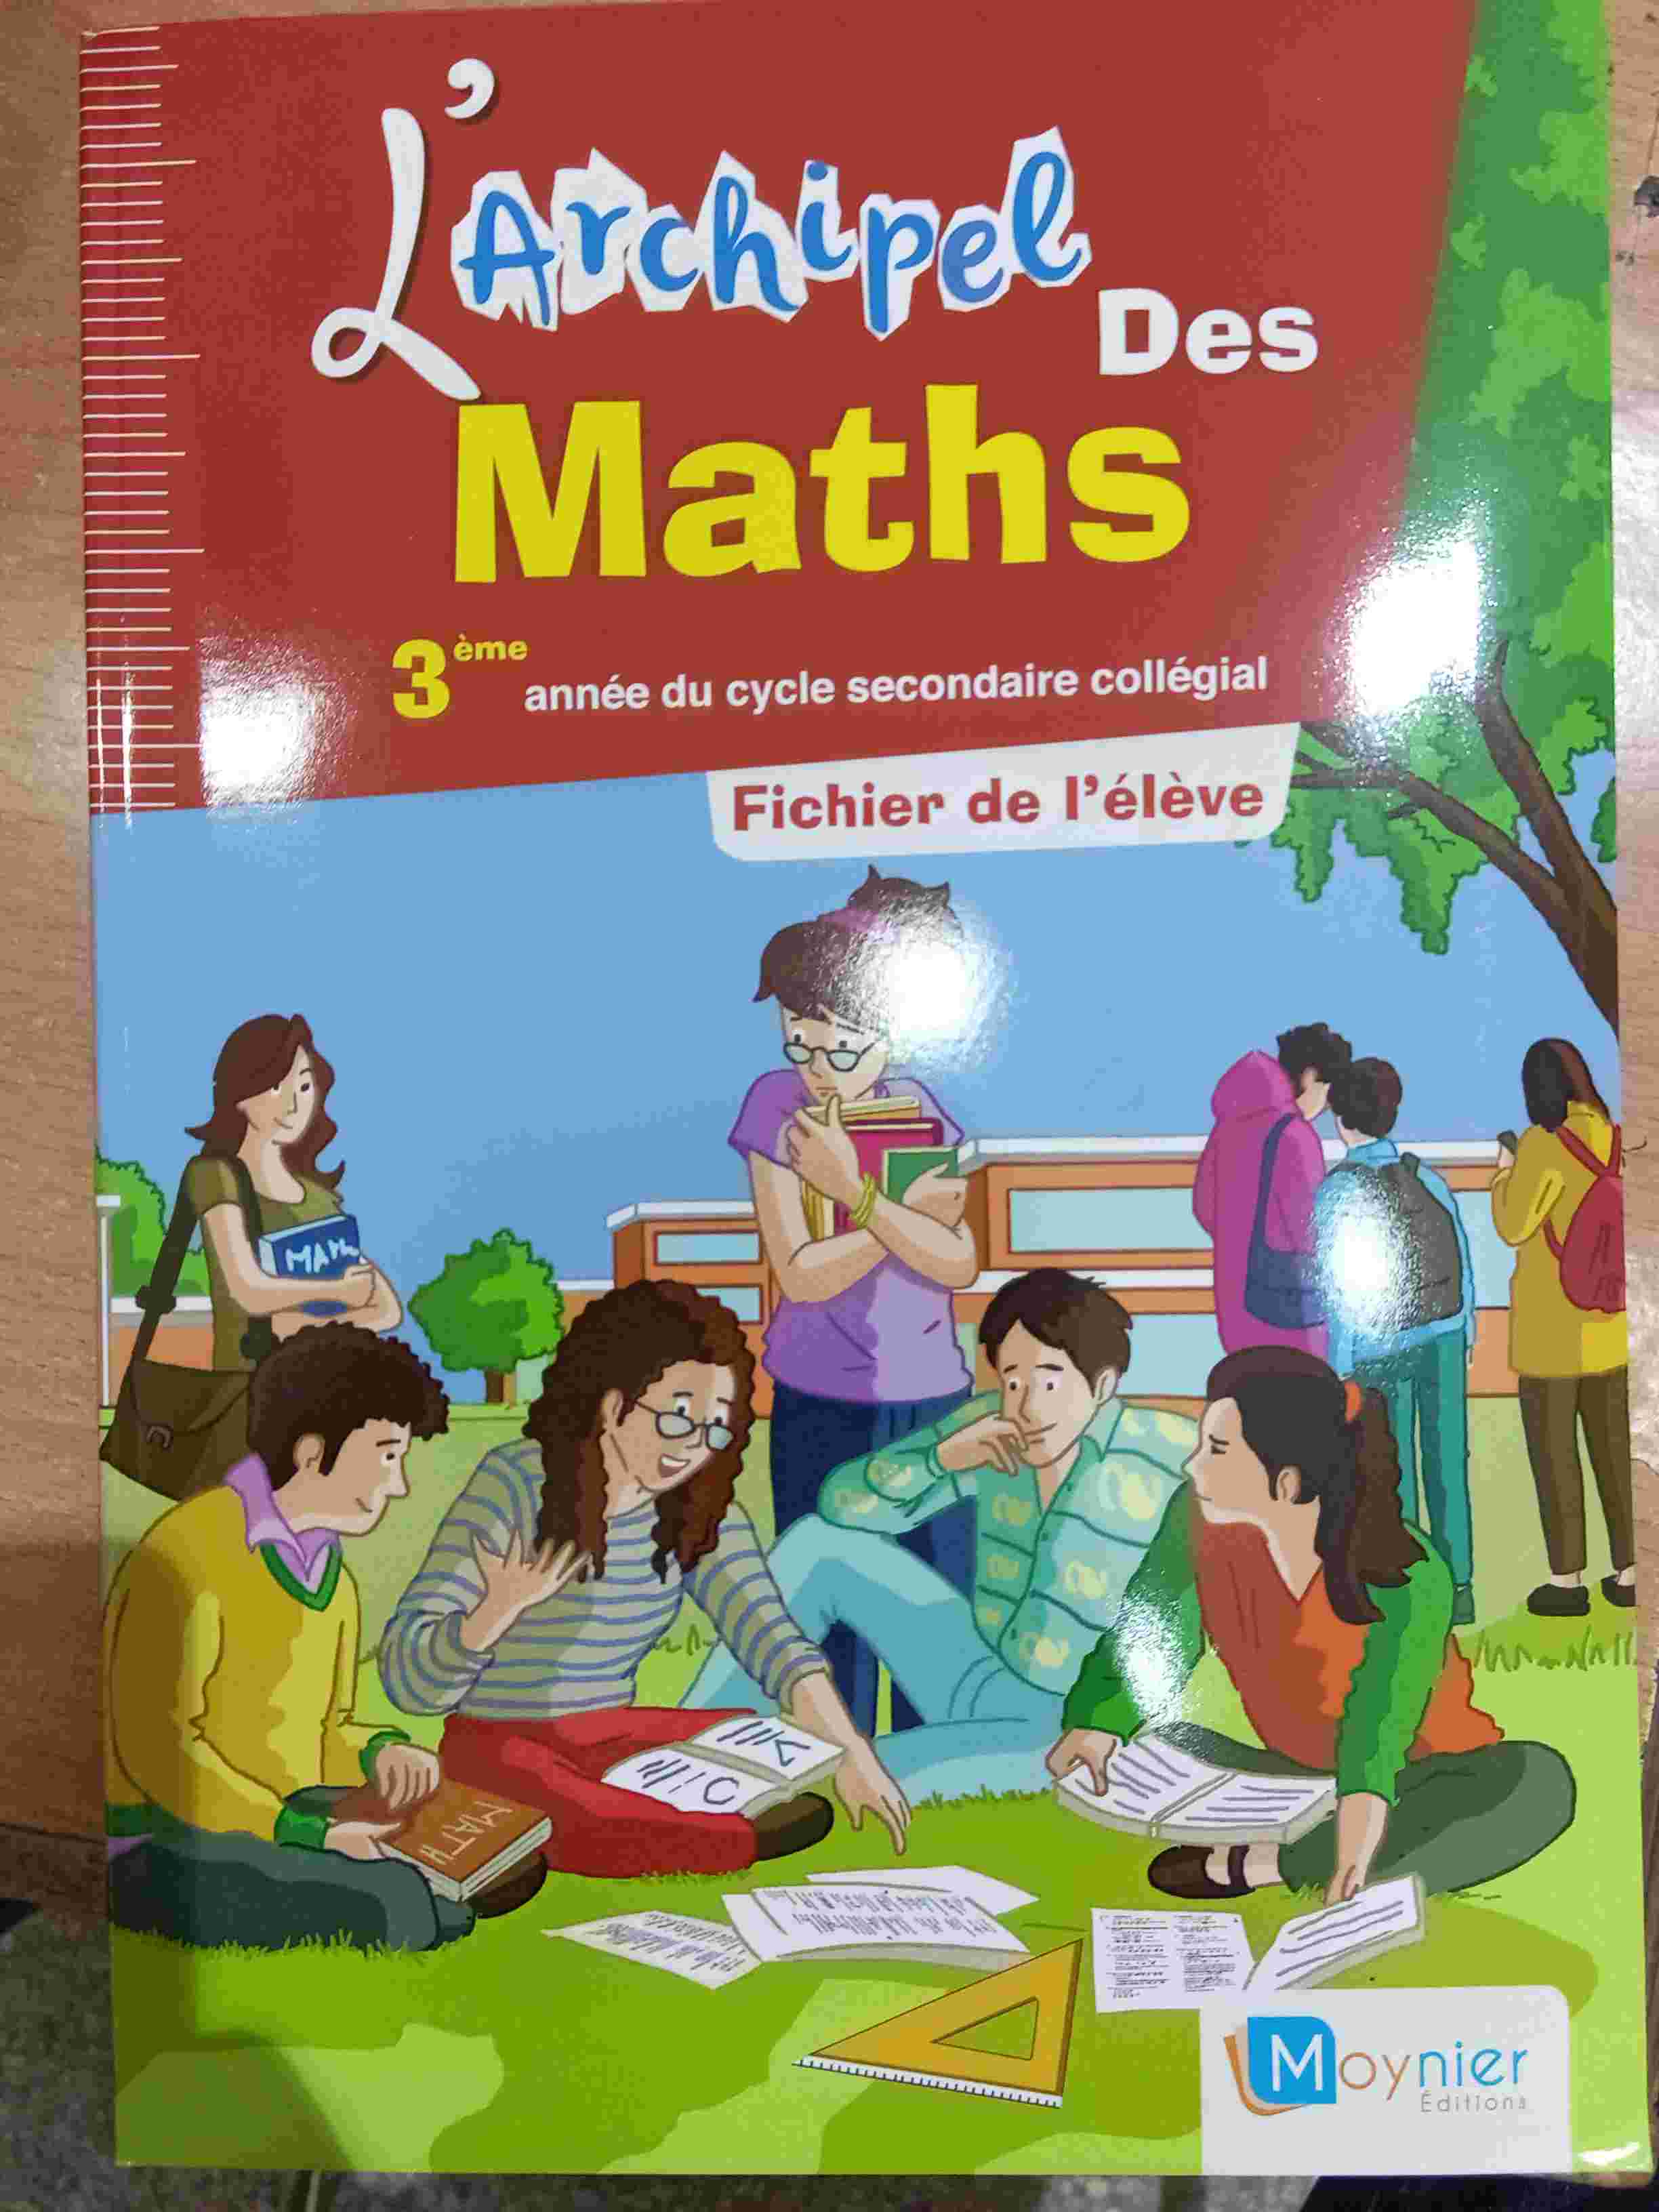 L'Archipel Des
Maths
3ème année du cycle secondaire collégial
Fichier de l'élève
MATH
MATH
Moynier
Éditions